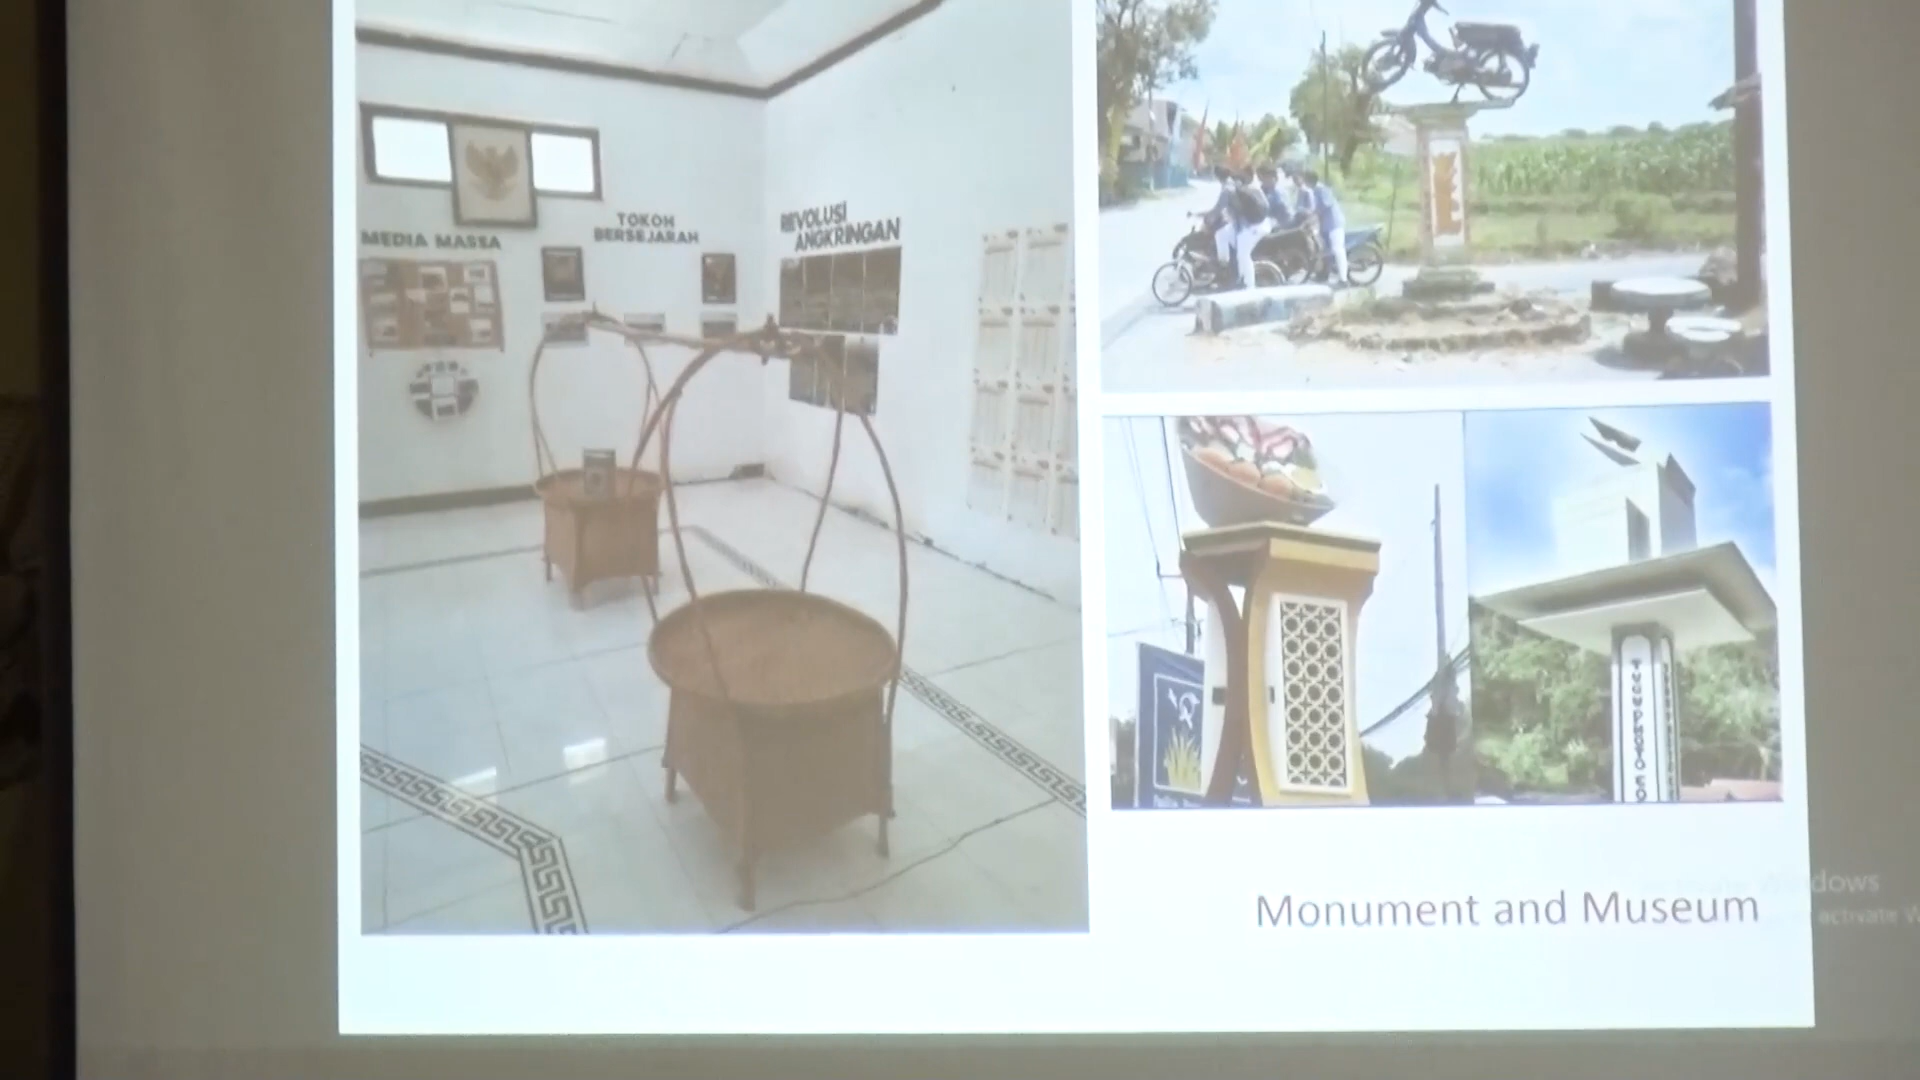 MEDIA MASSA
TOKOH
BERSEJARAH
REVOLUSI
ANGKRINGAN
Monument and Museum